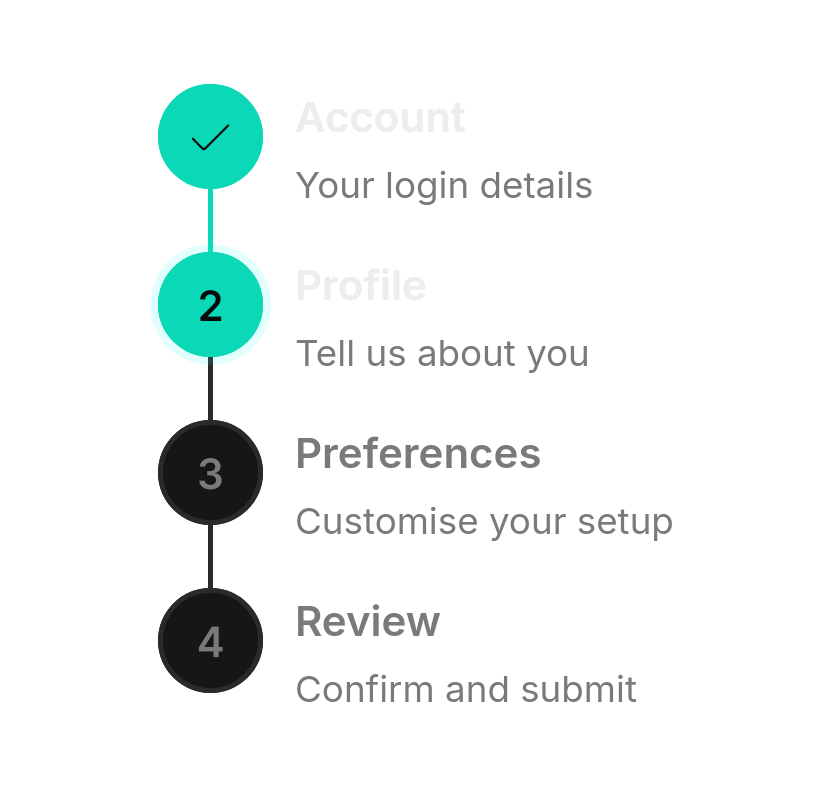 Account
Your login details
2
Profile
Tell us about you
3
Preferences
Customise your setup
4
Review
Confirm and submit